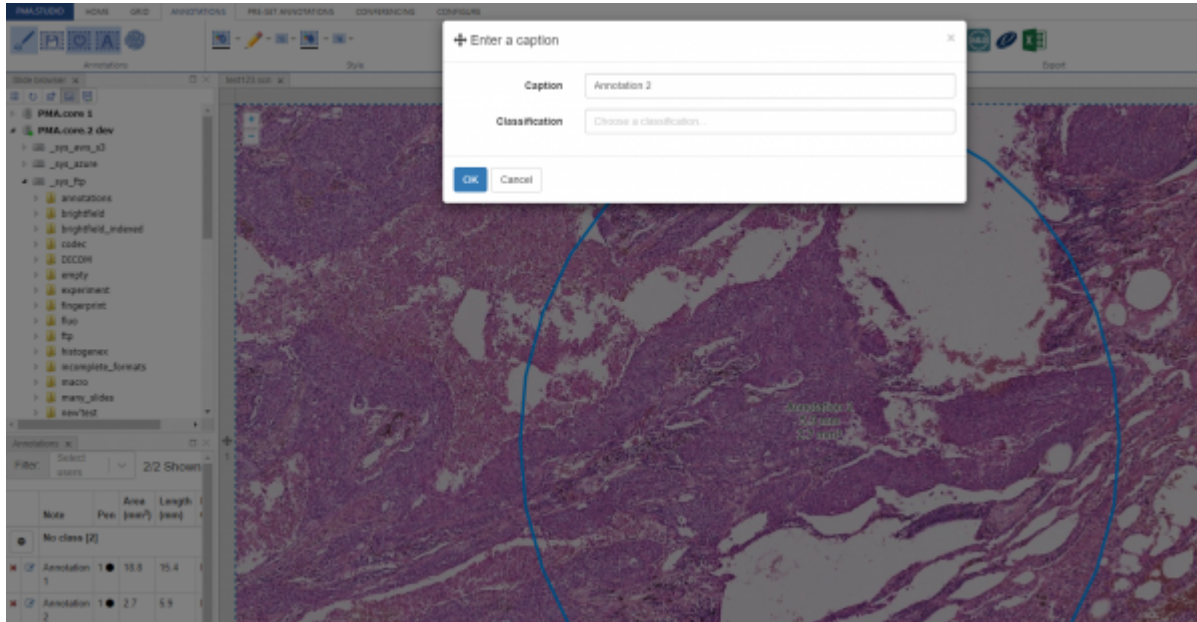 PMA.STUDIO HOME GRID ANNOTATIONS PRE-SET ANNOTATIONS CONFERENCING CONFIGURE
Annotations Style Export
Enter a caption
Caption Annotation 2
Classification Choose a classification...
OK Cancel
Slide browser
PMA.core 1
PMA.core.2 dev
_sys_aws_s3
_sys_azure
_sys_ftp
annotations
brightfield
brightfield_indexed
codec
DICOM
empty
experiment
fingerprint
fluo
ftp
histogenex
incomplete_formats
macro
many_slides
new'test
Annotations
Filter: Select users 2/2 Shown
Note Pen Area (mm²) Length (mm)
No class [2]
Annotation 1 1 18.8 15.4
Annotation 2 1 2.7 5.9